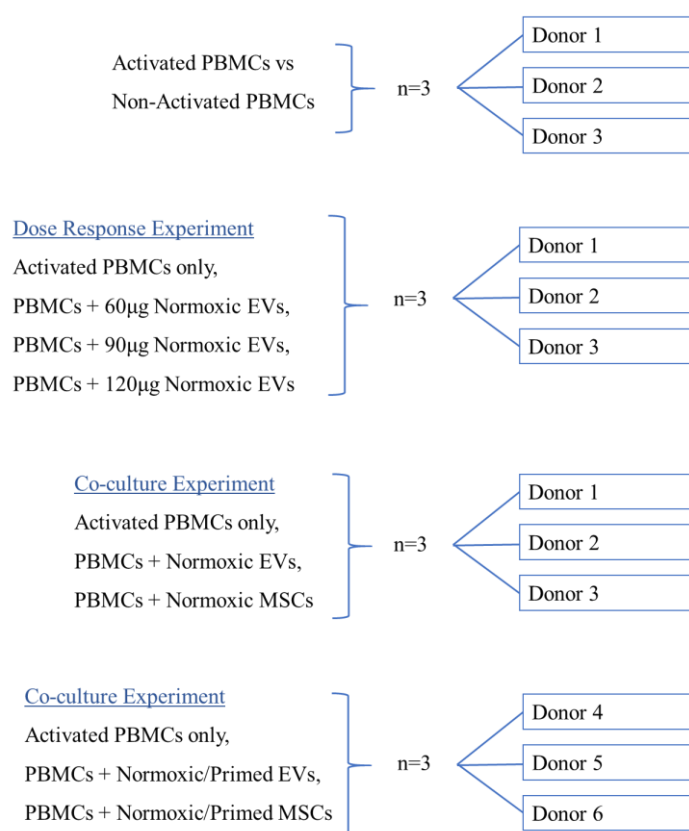 Activated PBMCs vs
Non-Activated PBMCs
n=3
Donor 1
Donor 2
Donor 3
Dose Response Experiment
Activated PBMCs only,
PBMCs + 60µg Normoxic EVs,
PBMCs + 90µg Normoxic EVs,
PBMCs + 120µg Normoxic EVs
n=3
Donor 1
Donor 2
Donor 3
Co-culture Experiment
Activated PBMCs only,
PBMCs + Normoxic EVs,
PBMCs + Normoxic MSCs
n=3
Donor 1
Donor 2
Donor 3
Co-culture Experiment
Activated PBMCs only,
PBMCs + Normoxic/Primed EVs,
PBMCs + Normoxic/Primed MSCs
n=3
Donor 4
Donor 5
Donor 6